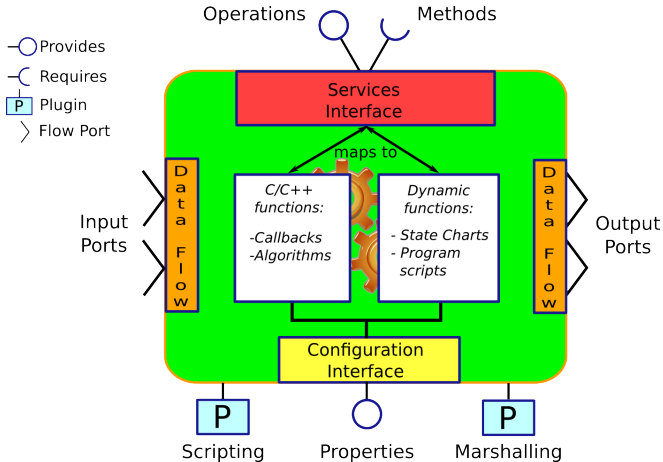 Operations
Methods
Provides
Requires
P
Plugin
Flow Port
Services
Interface
maps to
C/C++
functions:
-Callbacks
-Algorithms
Dynamic
functions:
- State Charts
- Program
scripts
Data Flow
Input
Ports
Data Flow
Output
Ports
Configuration
Interface
P
Scripting
Properties
P
Marshalling